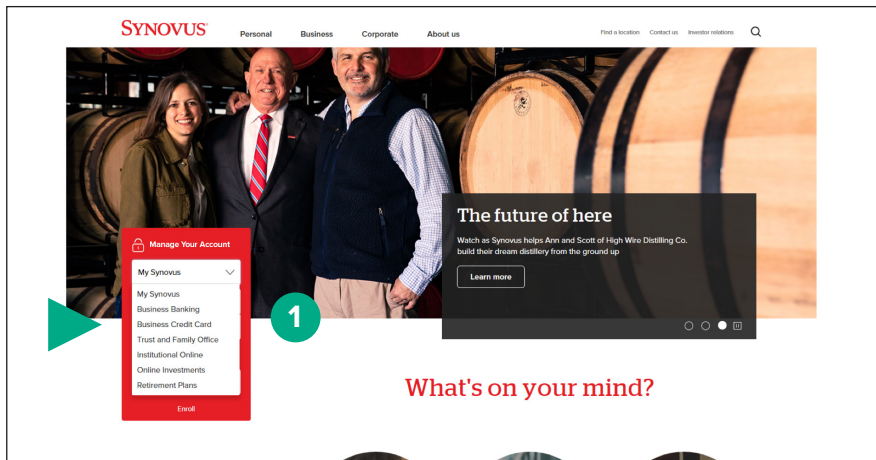 SYNOVUS
Personal Business Corporate About us
Find a location Contact us Investor relations
The future of here
Watch as Synovus helps Ann and Scott of High Wire Distilling Co.
build their dream distillery from the ground up
Learn more
Manage Your Account
My Synovus
My Synovus
Business Banking
Business Credit Card
Trust and Family Office
Institutional Online
Online Investments
Retirement Plans
Enroll
1
What's on your mind?